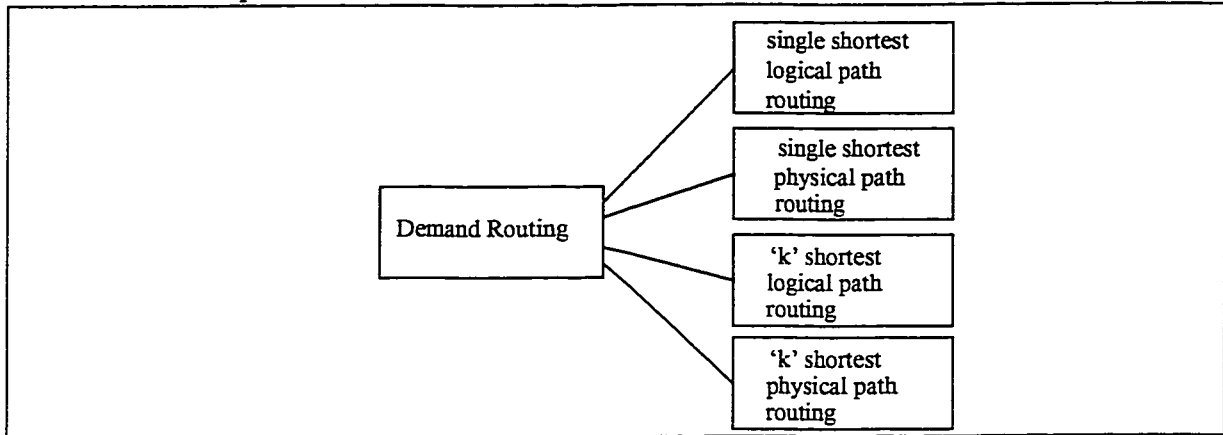 single shortest
logical path
routing
single shortest
physical path
routing
Demand Routing
‘k’ shortest
logical path
routing
‘k’ shortest
physical path
routing